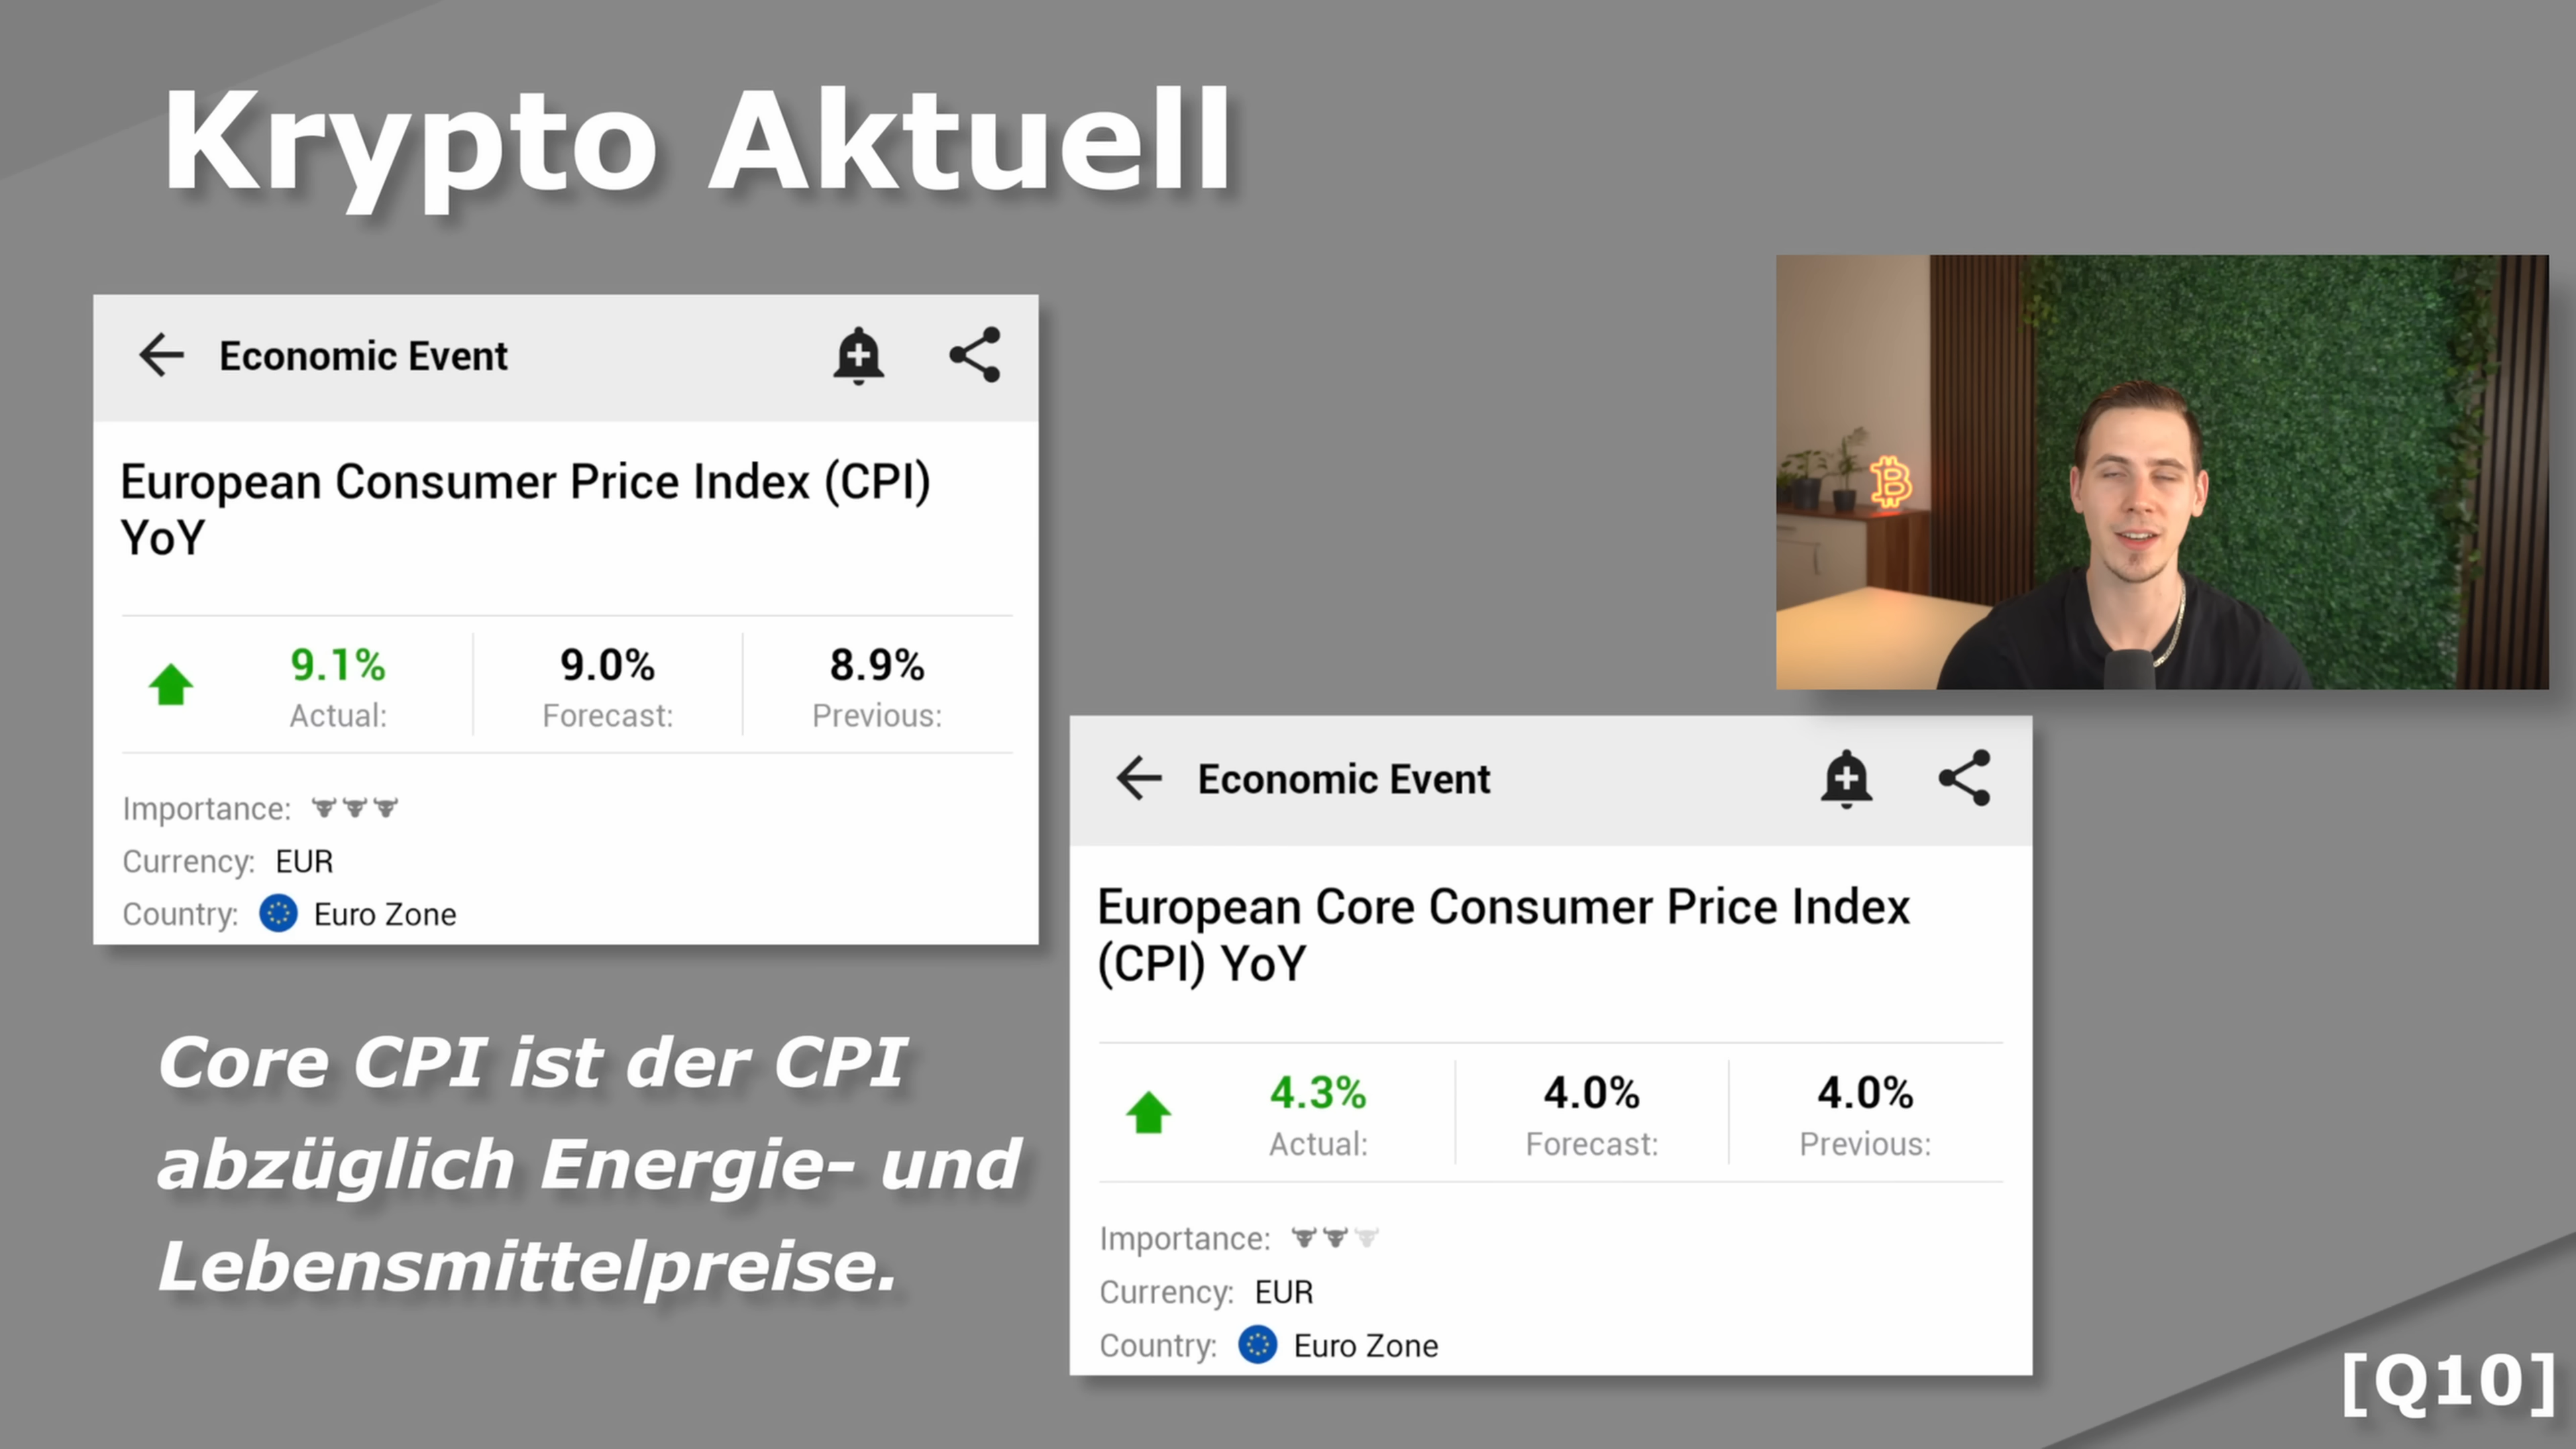 Krypto Aktuell
Economic Event
European Consumer Price Index (CPI)
YoY
9.1% 9.0% 8.9%
Actual: Forecast: Previous:
Importance:
Currency: EUR
Country: Euro Zone
Core CPI ist der CPI
abzüglich Energie- und
Lebensmittelpreise.
Economic Event
European Core Consumer Price Index
(CPI) YoY
4.3% 4.0% 4.0%
Actual: Forecast: Previous:
Importance:
Currency: EUR
Country: Euro Zone
[Q10]